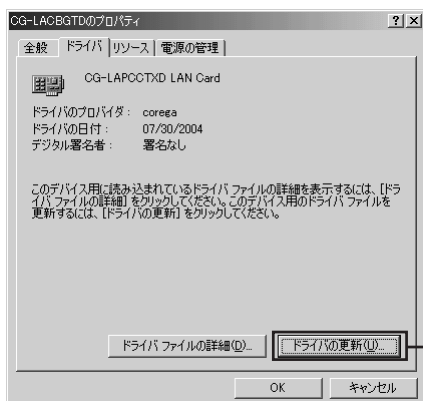 CG-LACBGTDのプロパティ
全般 ドライバ リソース 電源の管理
CG-LAPCCTXD LAN Card
ドライバのプロバイダ: corega
ドライバの日付: 07/30/2004
デジタル署名者: 署名なし
このデバイス用に読み込まれているドライバ ファイルの詳細を表示するには、[ドラ
イバ ファイルの詳細] をクリックしてください。このデバイス用のドライバ ファイルを
更新するには、[ドライバの更新] をクリックしてください。
ドライバ ファイルの詳細(D)... ドライバの更新(U)...
OK キャンセル